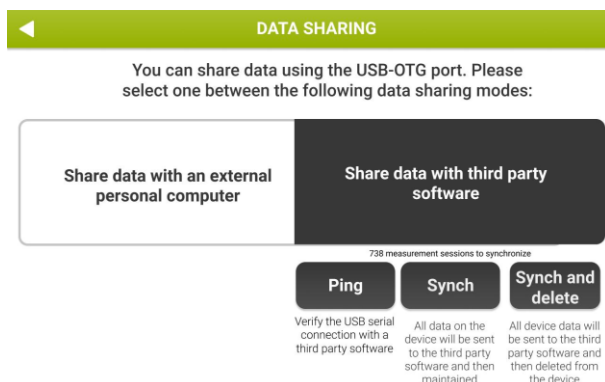 DATA SHARING
You can share data using the USB-OTG port. Please
select one between the following data sharing modes:
Share data with an external
personal computer
Share data with third party
software
738 measurement sessions to synchronize
Ping
Verify the USB serial
connection with a
third party software
Synch
All data on the
device will be sent
to the third party
software and then
maintained
Synch and
delete
All device data will
be sent to the third
party software and
then deleted from
the device